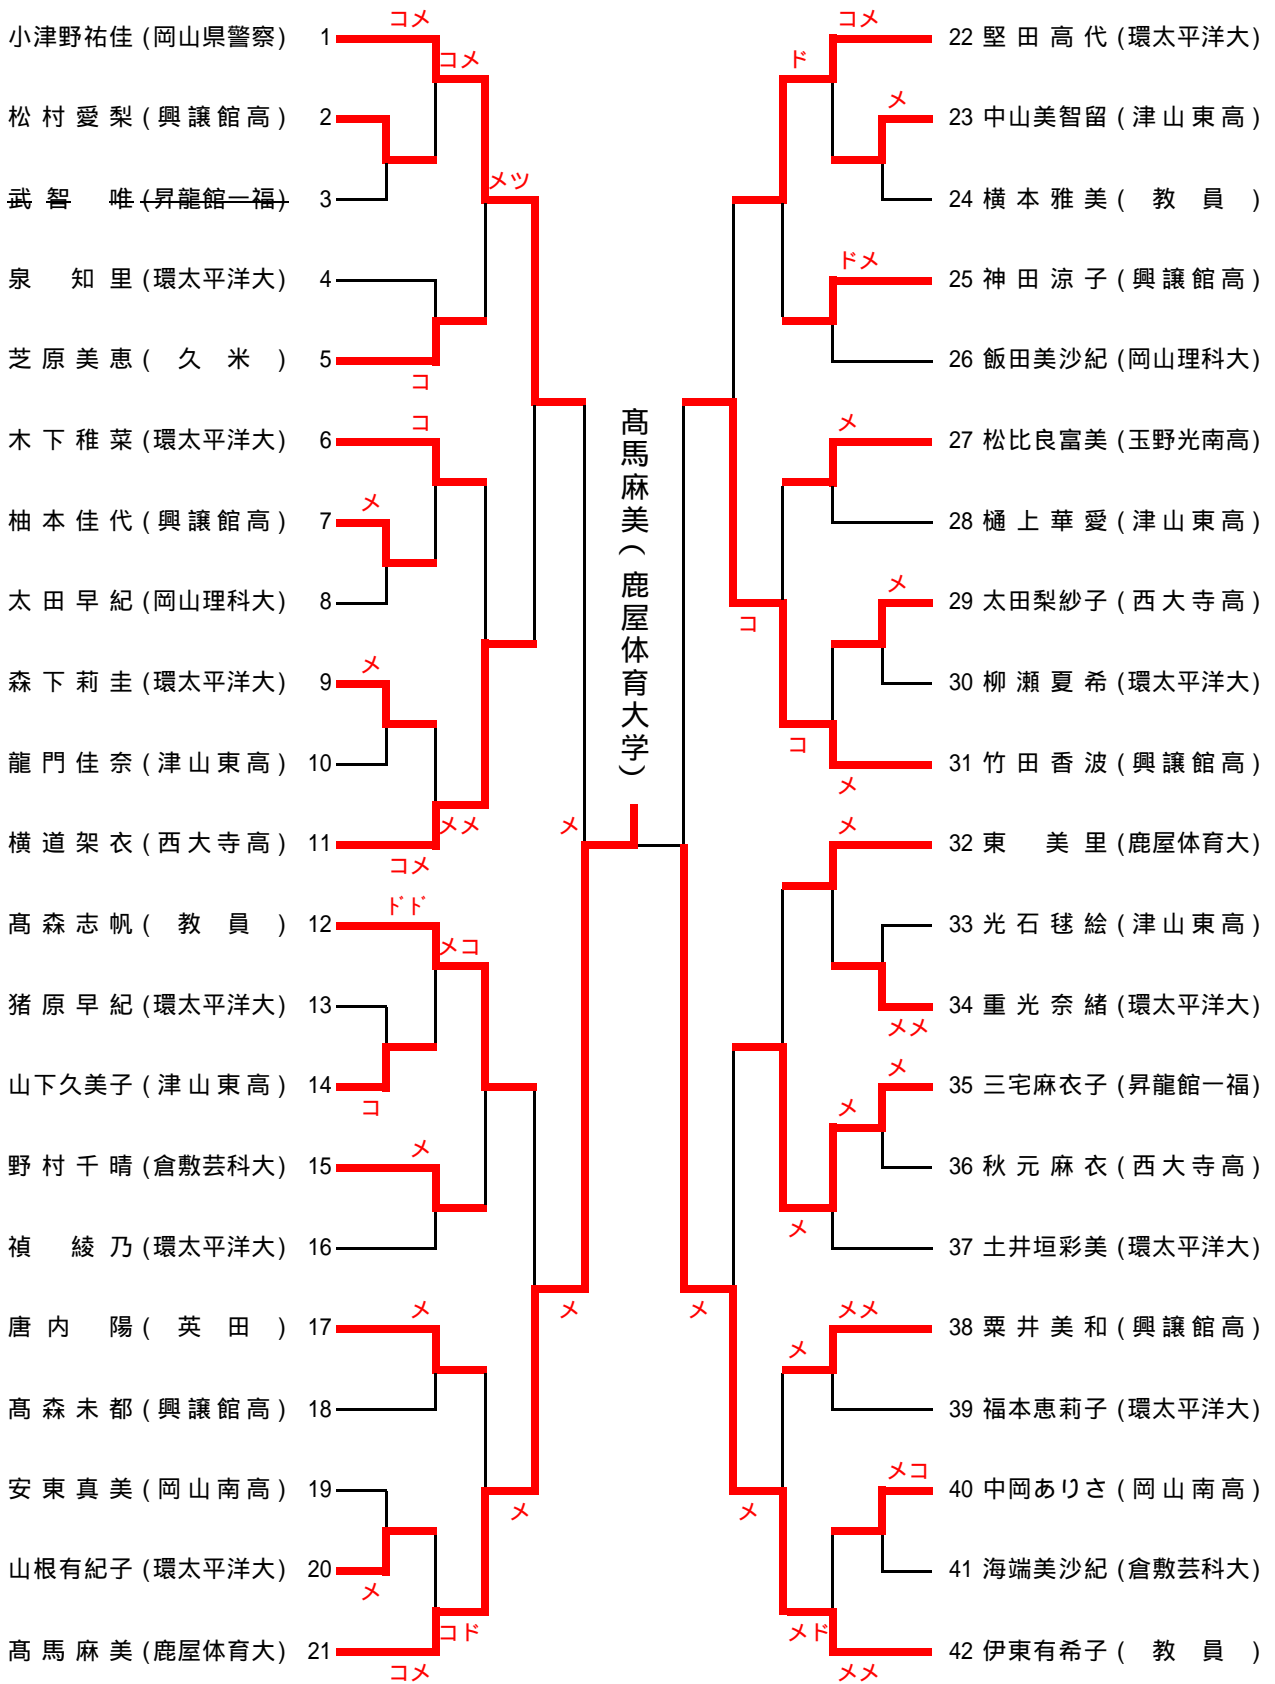 コメ
小津野祐佳 (岡山県警察) 1
コメ
松村愛梨 (興譲館高) 2
武智 唯 (昇龍館一福) 3
メツ
泉 知里 (環太平洋大) 4
芝原美恵 ( 久米 ) 5
コ
木下稚菜 (環太平洋大) 6
コ
柚本佳代 (興譲館高) 7
メ
太田早紀 (岡山理科大) 8
森下莉圭 (環太平洋大) 9
メ
龍門佳奈 (津山東高) 10
横道架衣 (西大寺高) 11
メメ
コメ
髙森志帆 ( 教員 ) 12
ドド
メコ
猪原早紀 (環太平洋大) 13
山下久美子 (津山東高) 14
コ
野村千晴 (倉敷芸科大) 15
メ
禎 綾乃 (環太平洋大) 16
唐内 陽 ( 英田 ) 17
メ
髙森未都 (興譲館高) 18
安東真美 (岡山南高) 19
メ
山根有紀子 (環太平洋大) 20
メ
コド
髙馬麻美 (鹿屋体育大) 21
コメ
メ
メ
髙馬麻美(鹿屋体育大学)
コメ
22 堅田高代 (環太平洋大)
ド
メ
23 中山美智留 (津山東高)
24 横本雅美 ( 教員 )
ドメ
25 神田涼子 (興譲館高)
26 飯田美沙紀 (岡山理科大)
メ
27 松比良富美 (玉野光南高)
28 樋上華愛 (津山東高)
メ
29 太田梨紗子 (西大寺高)
コ
30 柳瀬夏希 (環太平洋大)
コ
31 竹田香波 (興譲館高)
メ
メ
32 東 美里 (鹿屋体育大)
33 光石毬絵 (津山東高)
34 重光奈緒 (環太平洋大)
メメ
メ
35 三宅麻衣子 (昇龍館一福)
メ
36 秋元麻衣 (西大寺高)
メ
37 土井垣彩美 (環太平洋大)
メ
メメ
38 粟井美和 (興譲館高)
メ
39 福本恵莉子 (環太平洋大)
メコ
40 中岡ありさ (岡山南高)
メ
41 海端美沙紀 (倉敷芸科大)
メド
42 伊東有希子 ( 教員 )
メメ